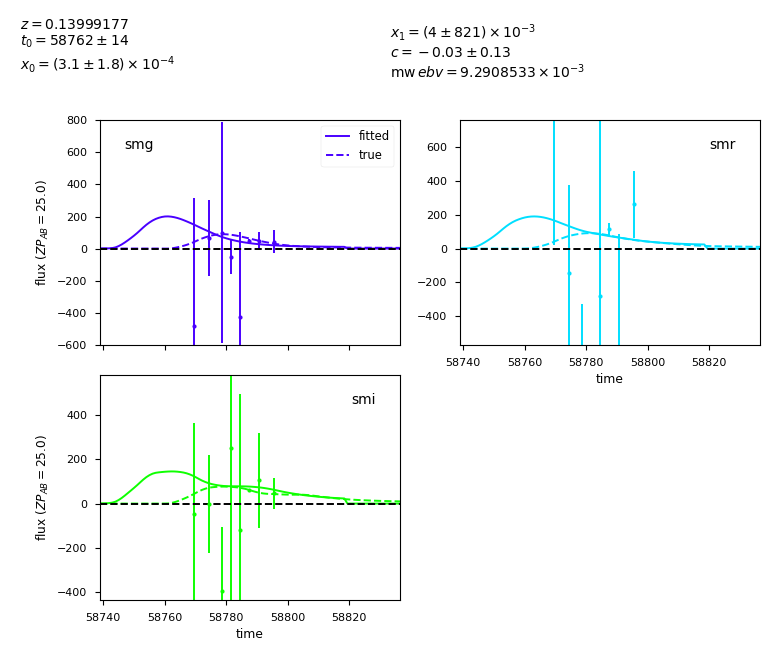 z = 0.13999177
t₀ = 58762 ± 14
x₀ = (3.1 ± 1.8) × 10⁻⁴
x₁ = (4 ± 821) × 10⁻³
c = −0.03 ± 0.13
mw ebv = 9.2908533 × 10⁻³
smg
fitted
true
800
600
400
200
0
−200
−400
−600
flux (ZP_AB = 25.0)
smr
600
400
200
0
−200
−400
58740 58760 58780 58800 58820
time
smi
400
200
0
−200
−400
flux (ZP_AB = 25.0)
58740 58760 58780 58800 58820
time